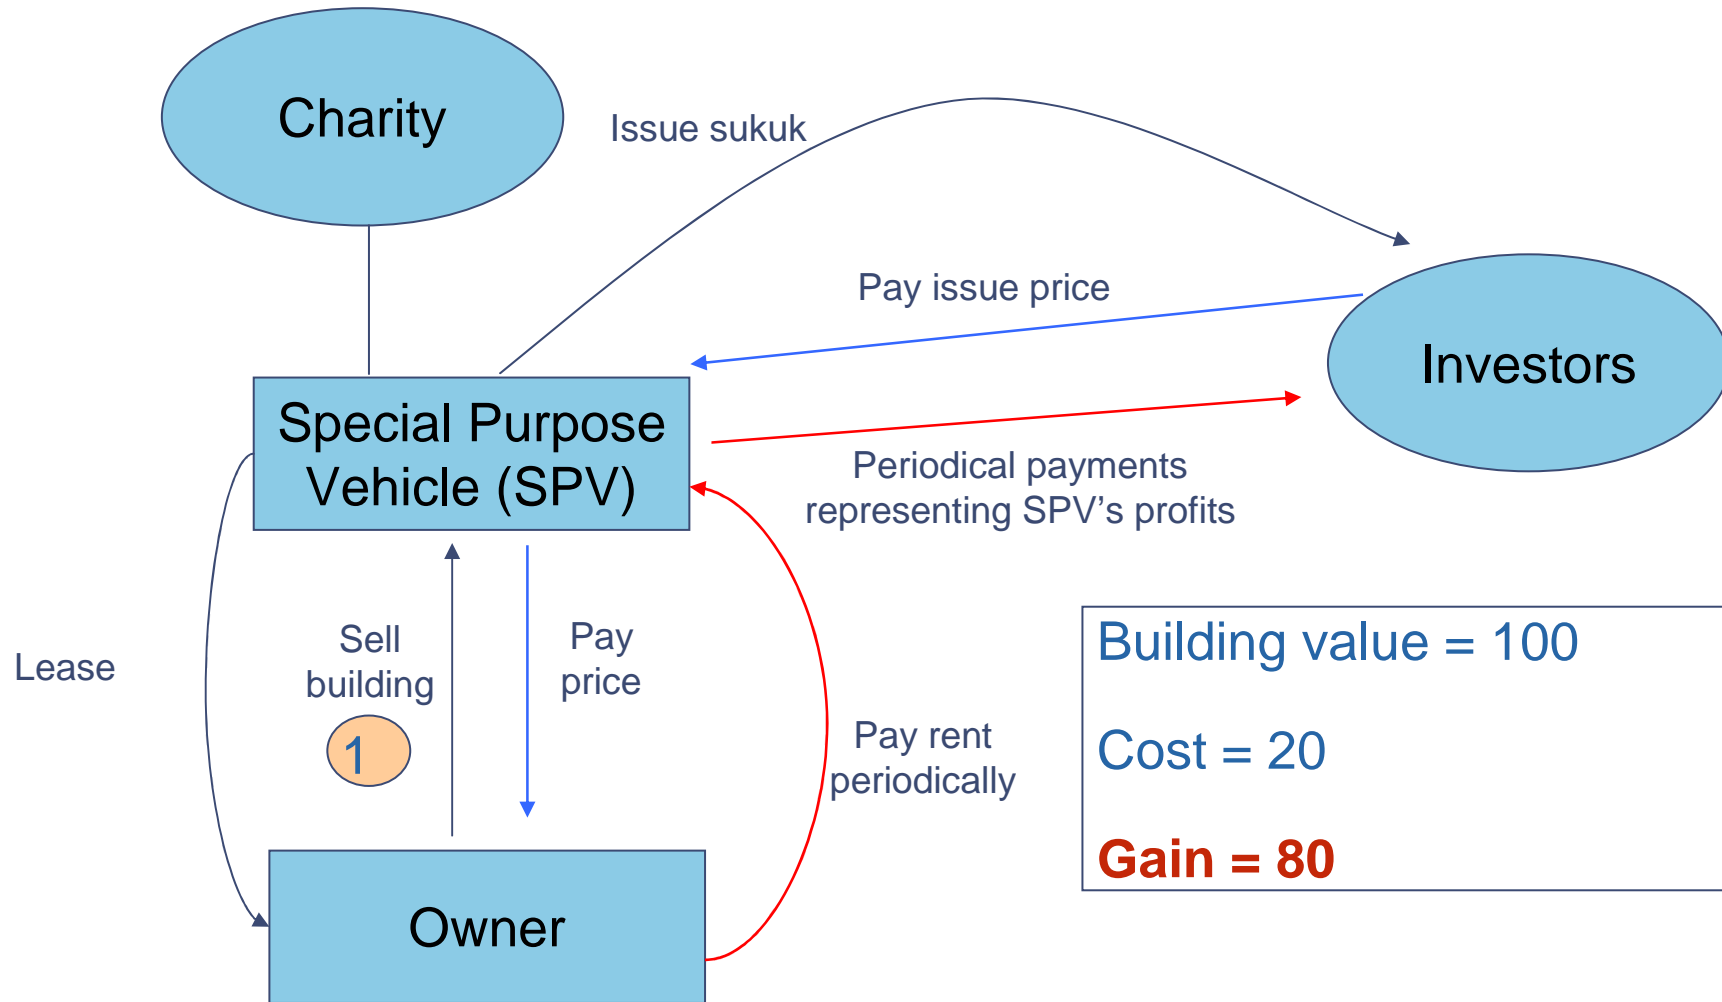 Charity
Issue sukuk
Pay issue price
Investors
Special Purpose
Vehicle (SPV)
Periodical payments
representing SPV’s profits
Lease
Sell
building
1
Pay
price
Pay rent
periodically
Building value = 100
Cost = 20
Gain = 80
Owner